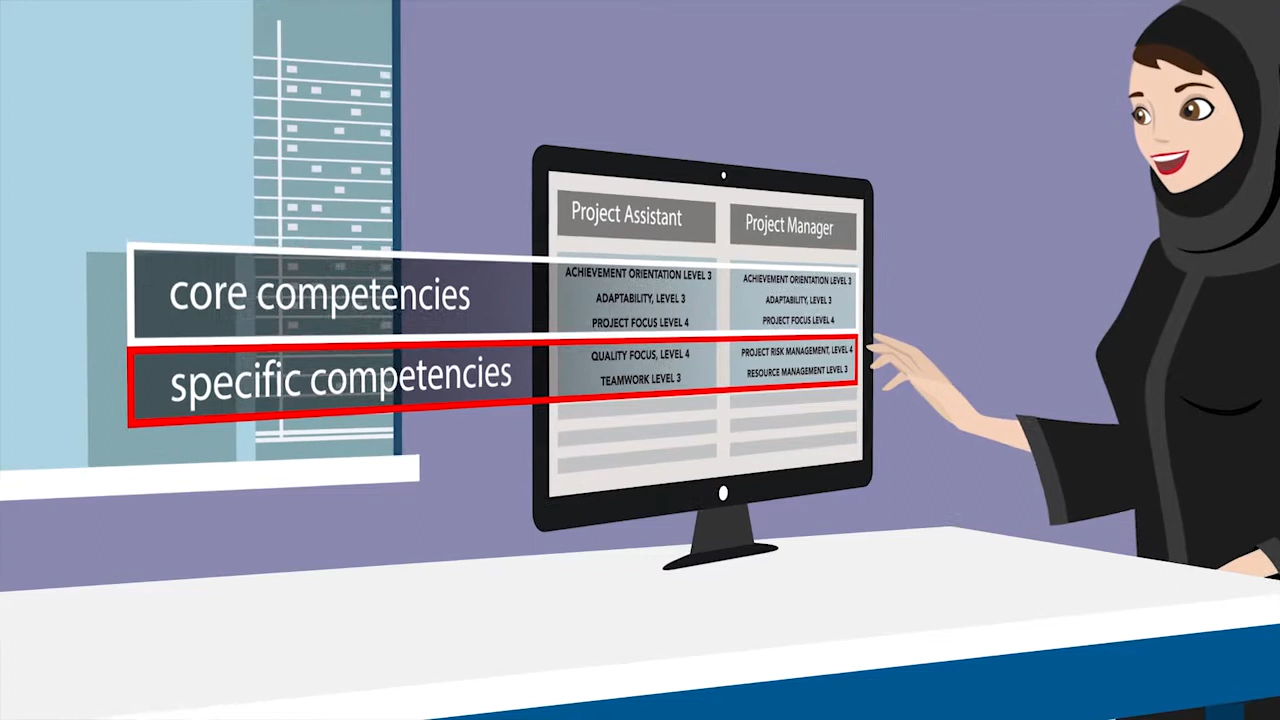 Project Assistant
Project Manager
core competencies
ACHIEVEMENT ORIENTATION LEVEL 3
ADAPTABILITY, LEVEL 3
PROJECT FOCUS LEVEL 4
ACHIEVEMENT ORIENTATION LEVEL 3
ADAPTABILITY, LEVEL 3
PROJECT FOCUS LEVEL 4
specific competencies
QUALITY FOCUS, LEVEL 4
TEAMWORK LEVEL 3
PROJECT RISK MANAGEMENT, LEVEL 4
RESOURCE MANAGEMENT LEVEL 3